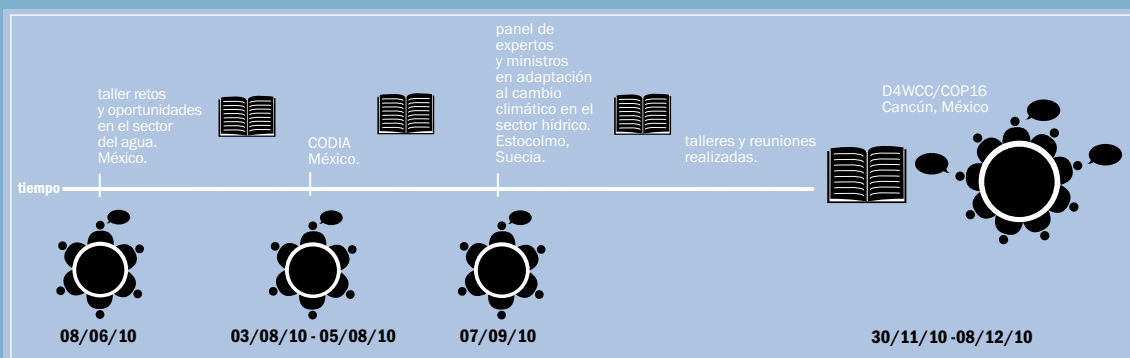 taller retos
y oportunidades
en el sector
del agua.
México.
CODIA
México.
panel de
expertos
y ministros
en adaptación
al cambio
climático en el
sector hídrico.
Estocolmo,
Suecia.
talleres y reuniones
realizadas.
D4WCC/COP16
Cancún, México
tiempo
08/06/10
03/08/10 - 05/08/10
07/09/10
30/11/10 -08/12/10